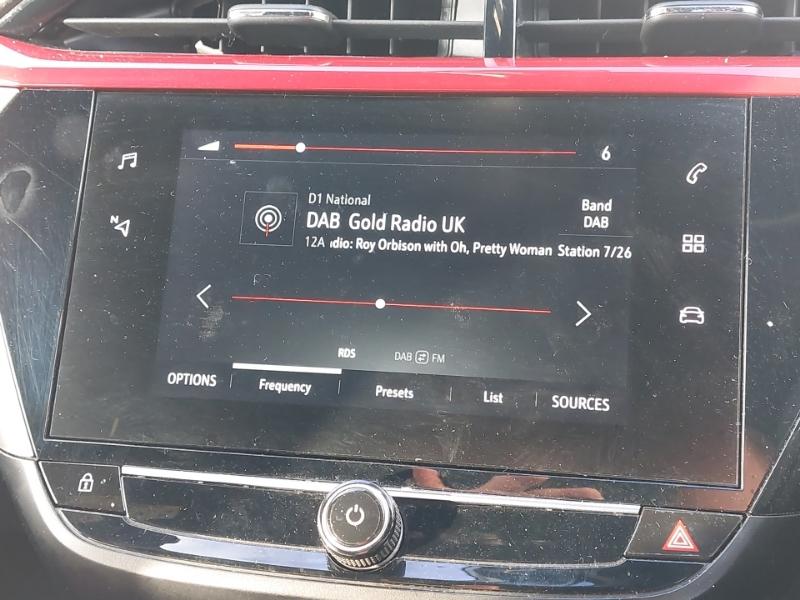 6
D1 National
DAB Gold Radio UK
Band
DAB
12A dio: Roy Orbison with Oh, Pretty Woman Station 7/26
N
RDS
DAB FM
OPTIONS Frequency Presets List SOURCES